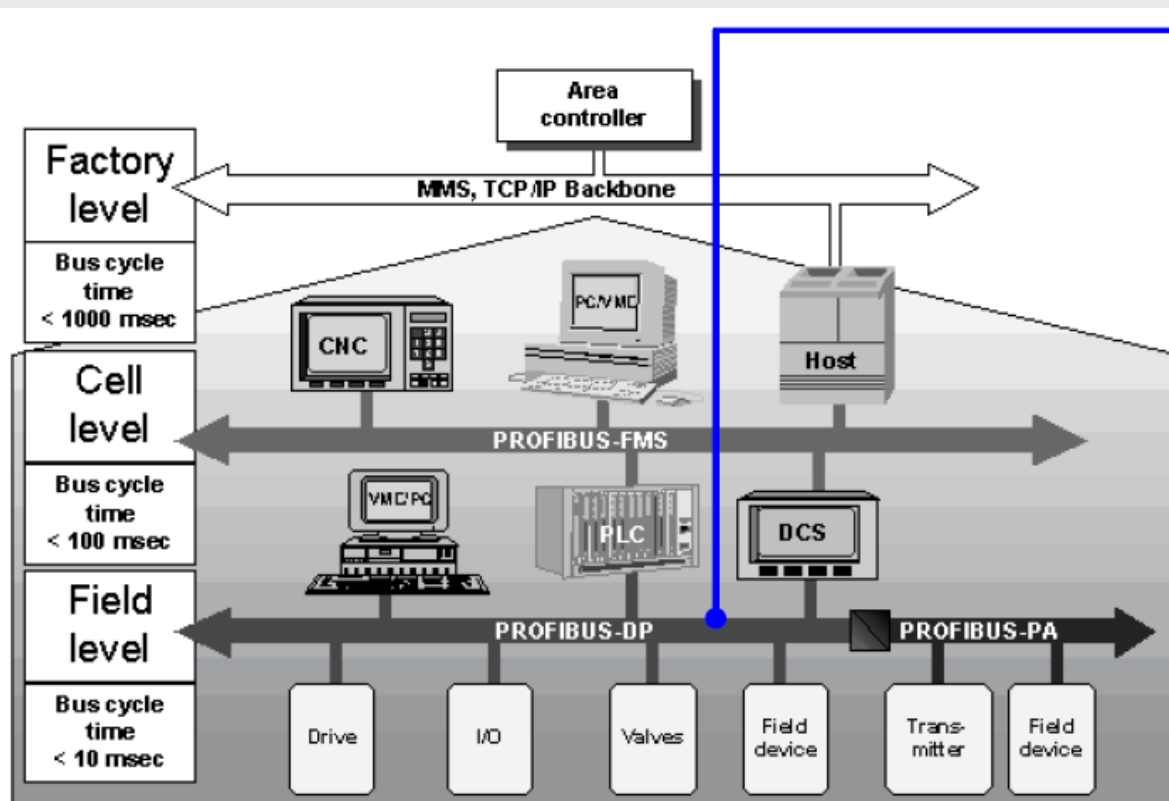 Area
controller
Factory
level
MMS, TCP/IP Backbone
Bus cycle
time
< 1000 msec
CNC
PC/VME
Host
Cell
level
PROFIBUS-FMS
Bus cycle
time
< 100 msec
VME/PC
PLC
DCS
Field
level
PROFIBUS-DP
PROFIBUS-PA
Bus cycle
time
< 10 msec
Drive
I/O
Valves
Field
device
Trans-
mitter
Field
device